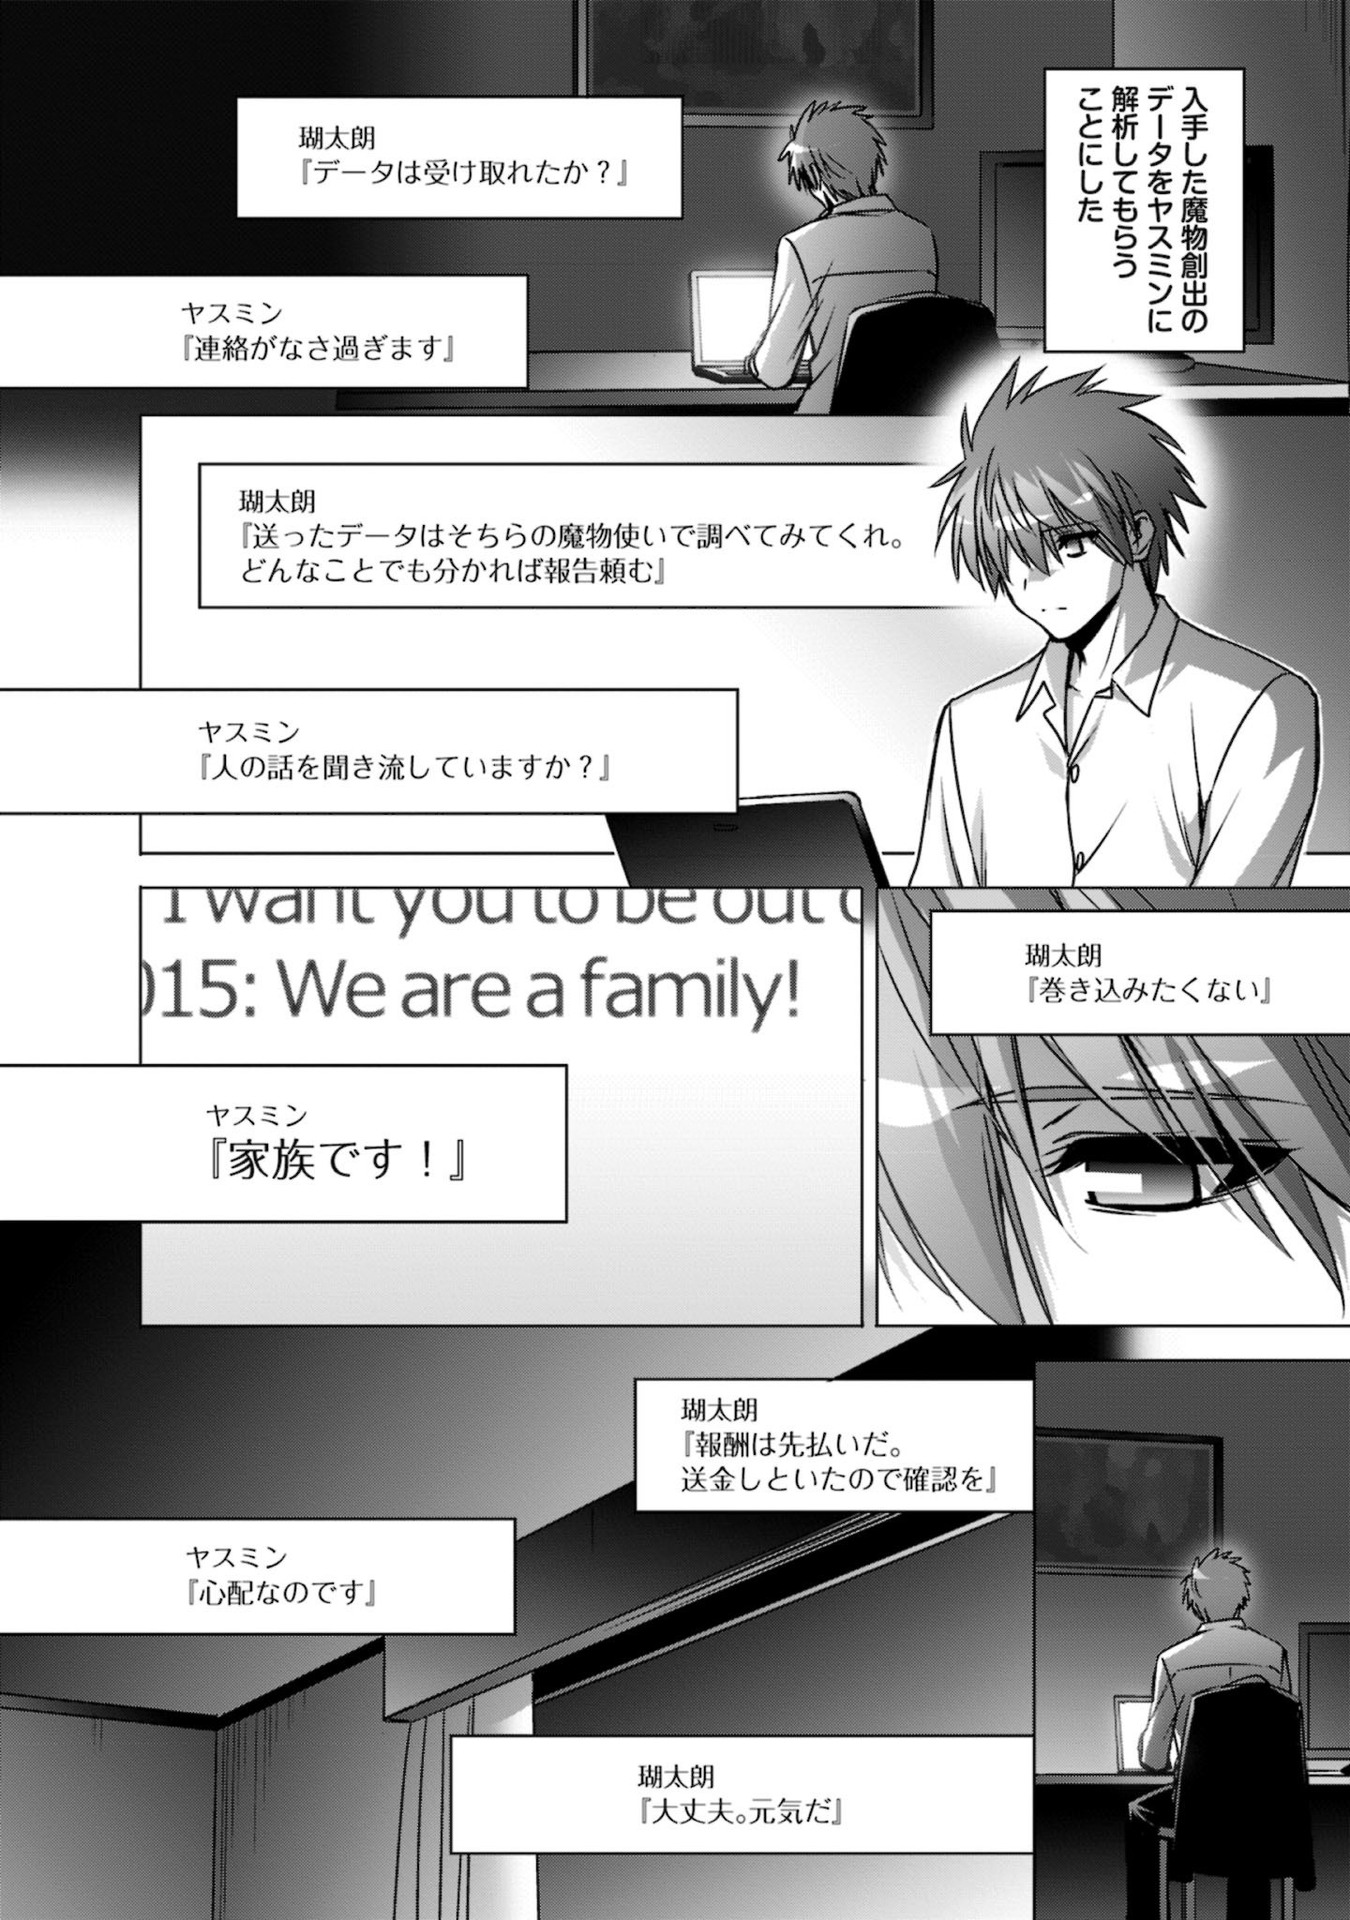 入手した魔物創出の
データをヤスミンに
解析してもらう
ことにした
瑚太朗
『データは受け取れたか？』
ヤスミン
『連絡がなさ過ぎます』
瑚太朗
『送ったデータはそちらの魔物使いで調べてみてくれ。
どんなことでも分かれば報告頼む』
ヤスミン
『人の話を聞き流していますか？』
瑚太朗
『巻き込みたくない』
I want you to be out
015: We are a family!
ヤスミン
『家族です！』
瑚太朗
『報酬は先払いだ。
送金しといたので確認を』
ヤスミン
『心配なのです』
瑚太朗
『大丈夫。元気だ』